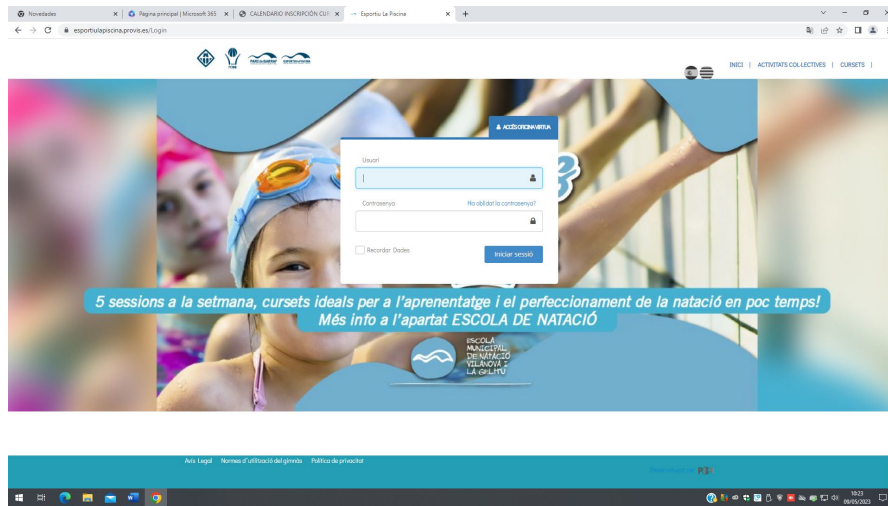 Novedades
Página principal | Microsoft 365
CALENDARIO INSCRIPCIÓN CUR
Esportiu La Piscina
esportiulapiscina.provis.es/Login
INICI | ACTIVITATS COL·LECTIVES | CURSETS |
ACCÉS OFICINA VIRTUAL
Usuari
Contrasenya
Ha oblidat la contrasenya?
Recordar Dades
Iniciar sessió
5 sessions a la setmana, cursets ideals per a l'aprenentatge i el perfeccionament de la natació en poc temps!
Més info a l'apartat ESCOLA DE NATACIÓ
ESCOLA
MUNICIPAL
DE NATACIÓ
VILANOVA I
LA GELTRÚ
Avís Legal Normes d'utilització del gimnàs Política de privacitat
10:23
09/05/2023